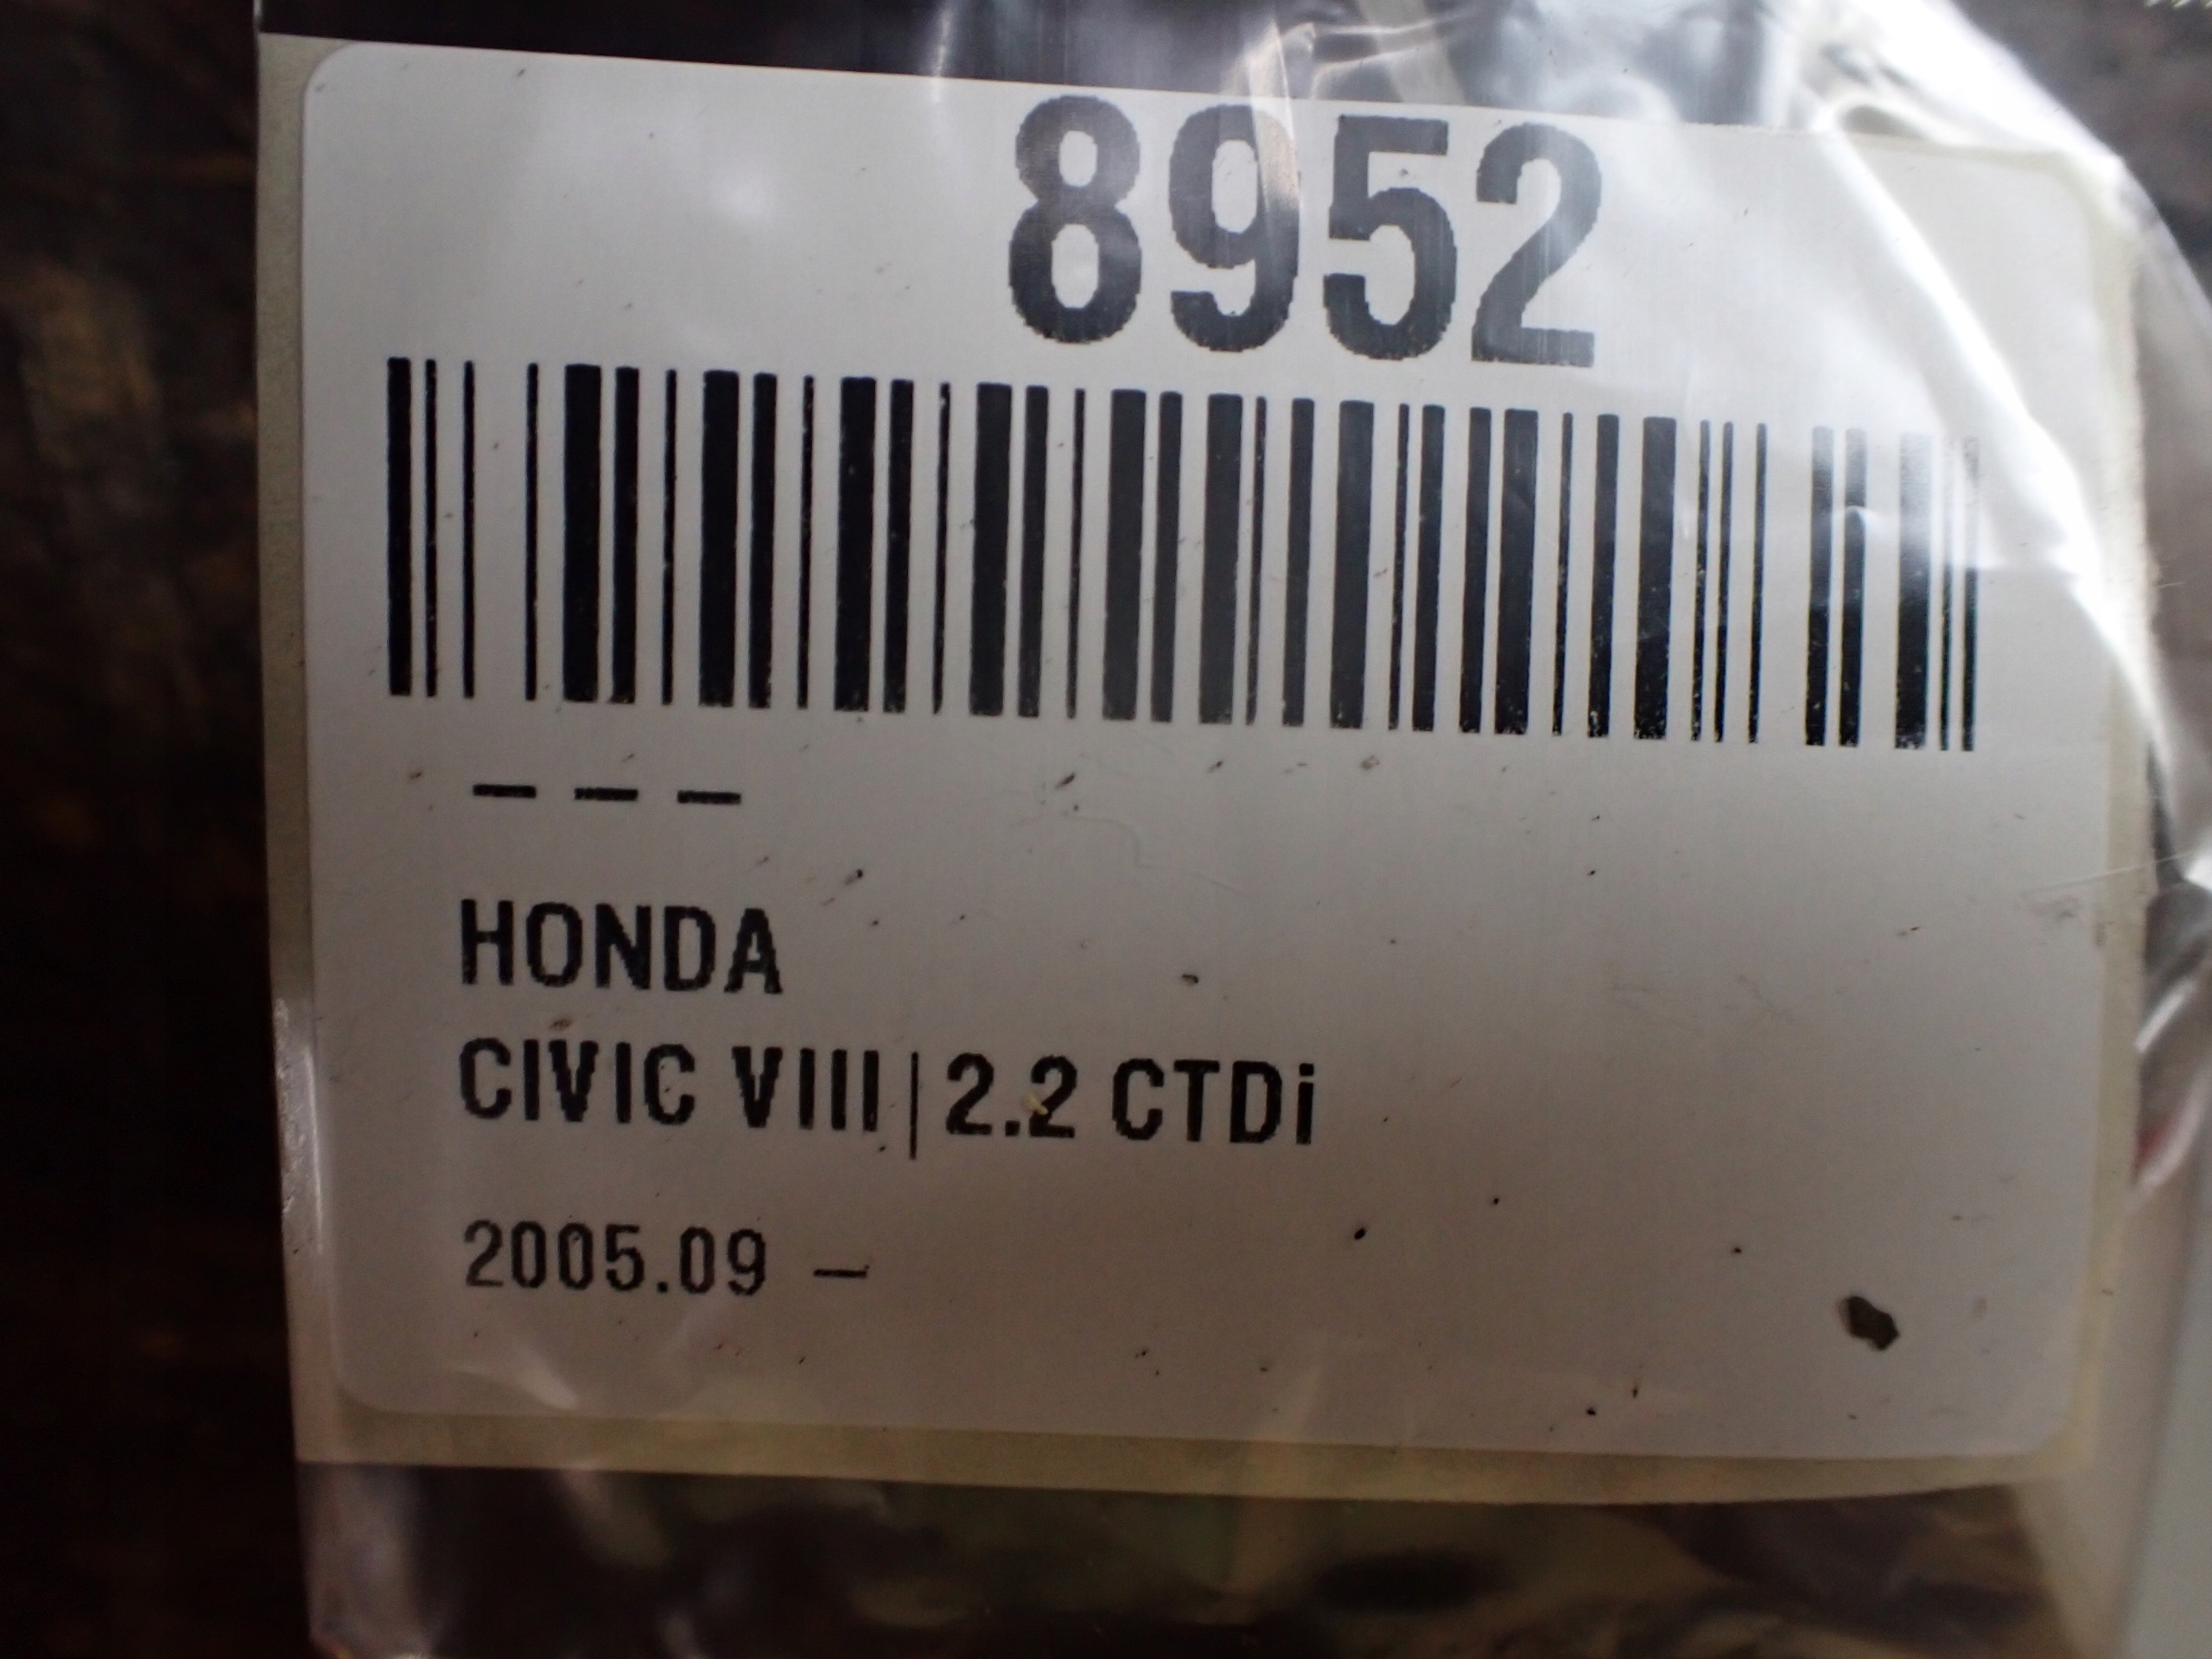 8952
– – –
HONDA
CIVIC VIII|2.2 CTDi
2005.09 –